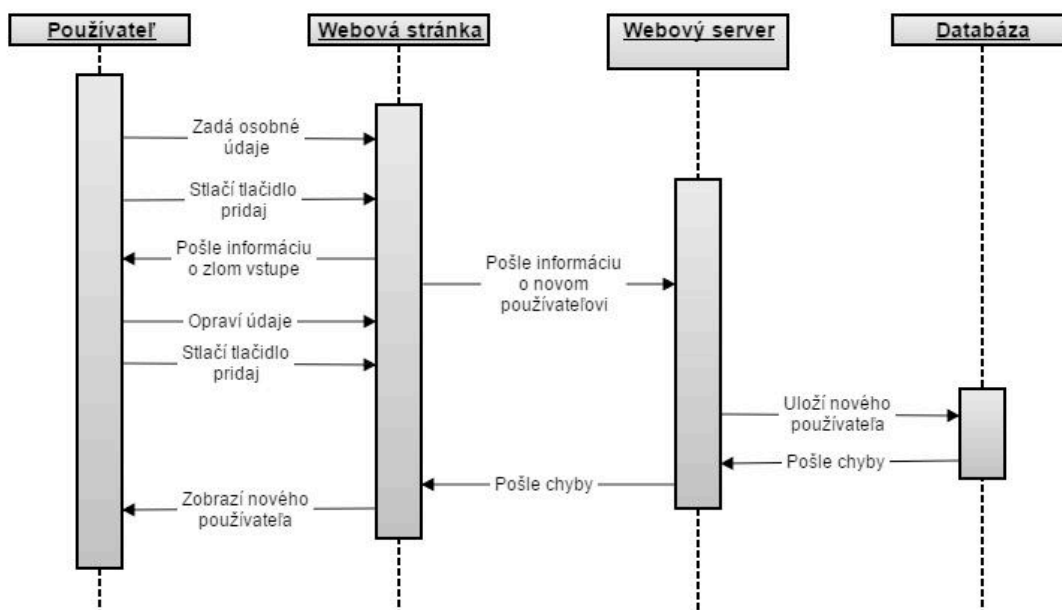 Používateľ
Webová stránka
Webový server
Databáza
Zadá osobné
údaje
Stlačí tlačidlo
pridaj
Pošle informáciu
o zlom vstupe
Pošle informáciu
o novom
používateľovi
Opraví údaje
Stlačí tlačidlo
pridaj
Uloží nového
používateľa
Pošle chyby
Pošle chyby
Zobrazí nového
používateľa